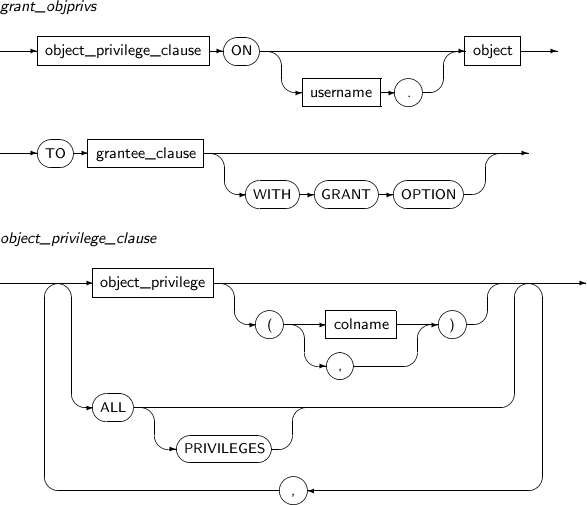 grant_objprivs
object_privilege_clause ON object
username .
TO grantee_clause
WITH GRANT OPTION
object_privilege_clause
object_privilege
( colname )
,
ALL
PRIVILEGES
,